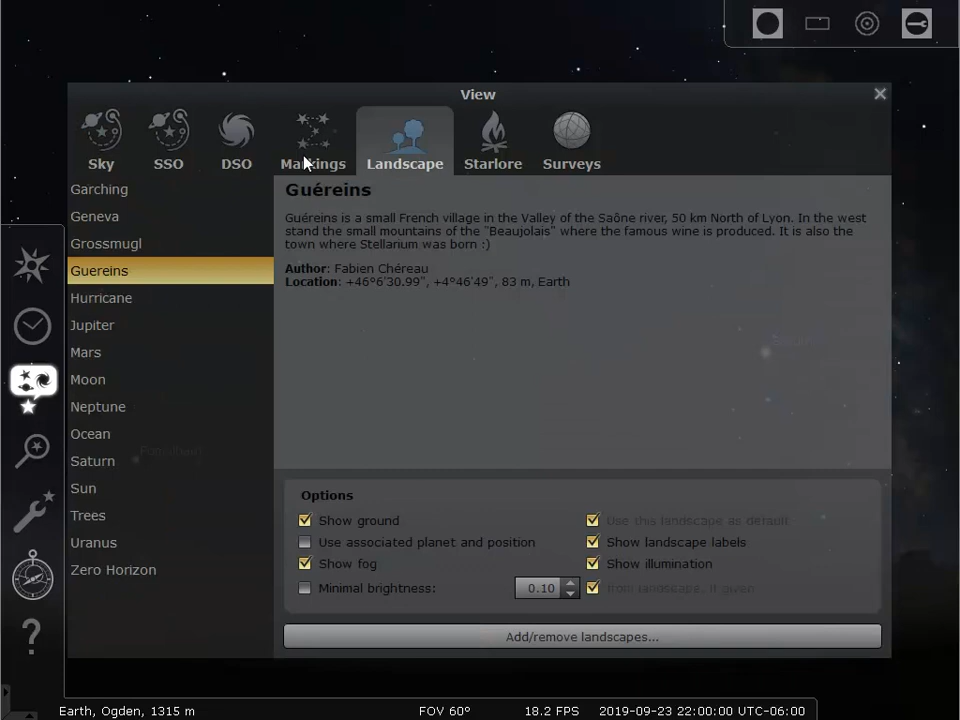 View
Sky SSO DSO Markings Landscape Starlore Surveys
Garching
Geneva
Grossmugl
Guereins
Hurricane
Jupiter
Mars
Moon
Neptune
Ocean
Saturn
Sun
Trees
Uranus
Zero Horizon
Guéreins
Guéreins is a small French village in the Valley of the Saône river, 50 km North of Lyon. In the west
stand the small mountains of the "Beaujolais" where the famous wine is produced. It is also the
town where Stellarium was born :)
Author: Fabien Chéreau
Location: +46°6'30.99", +4°46'49", 83 m, Earth
Fomalhaut
Options
Show ground
Use associated planet and position
Show fog
Minimal brightness: 0.10
Use this landscape as default
Show landscape labels
Show illumination
from landscape, if given
Add/remove landscapes...
Earth, Ogden, 1315 m FOV 60° 18.2 FPS 2019-09-23 22:00:00 UTC-06:00